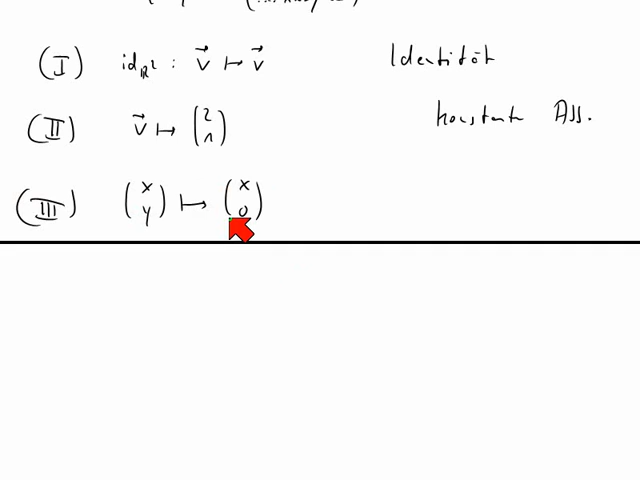 (I) id_ℝ² : v⃗ ↦ v⃗ Identität
(II) v⃗ ↦ (2 1) konstante Abb.
(III) (x y) ↦ (x 0)